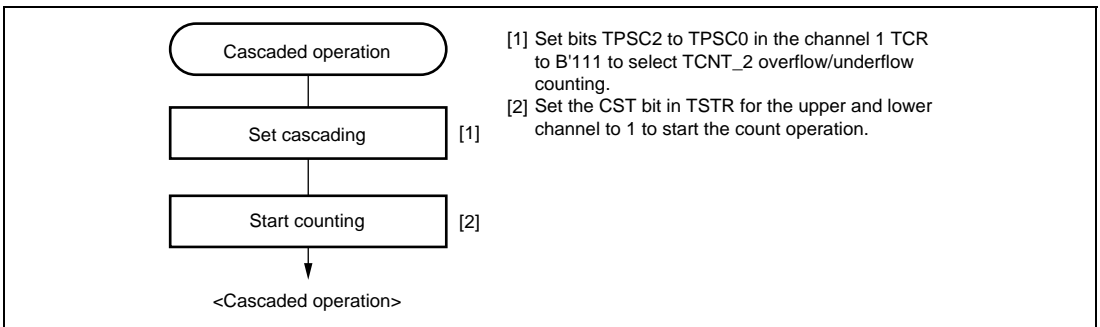 Cascaded operation
Set cascading [1]
Start counting [2]
<Cascaded operation>
[1] Set bits TPSC2 to TPSC0 in the channel 1 TCR
to B'111 to select TCNT_2 overflow/underflow
counting.
[2] Set the CST bit in TSTR for the upper and lower
channel to 1 to start the count operation.